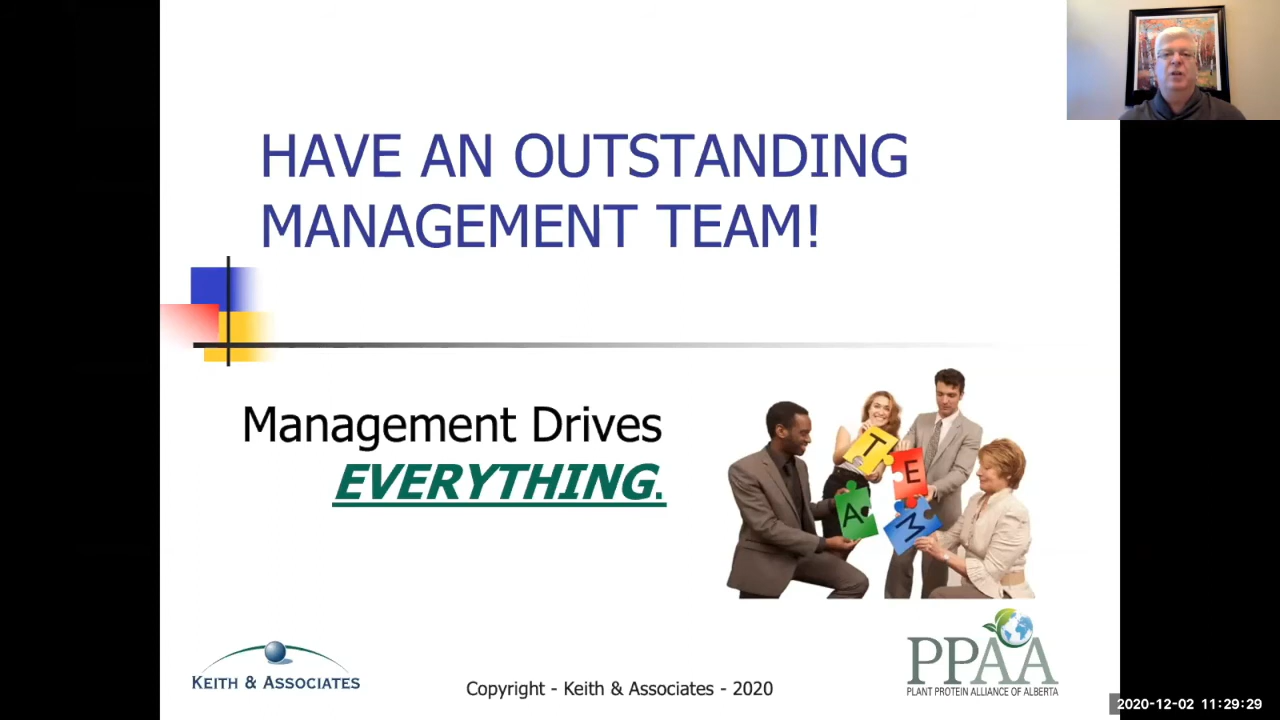 HAVE AN OUTSTANDING
MANAGEMENT TEAM!
Management Drives
EVERYTHING.
T
E
A
M
KEITH & ASSOCIATES
Copyright - Keith & Associates - 2020
PPAA
PLANT PROTEIN ALLIANCE OF ALBERTA
2020-12-02 11:29:29